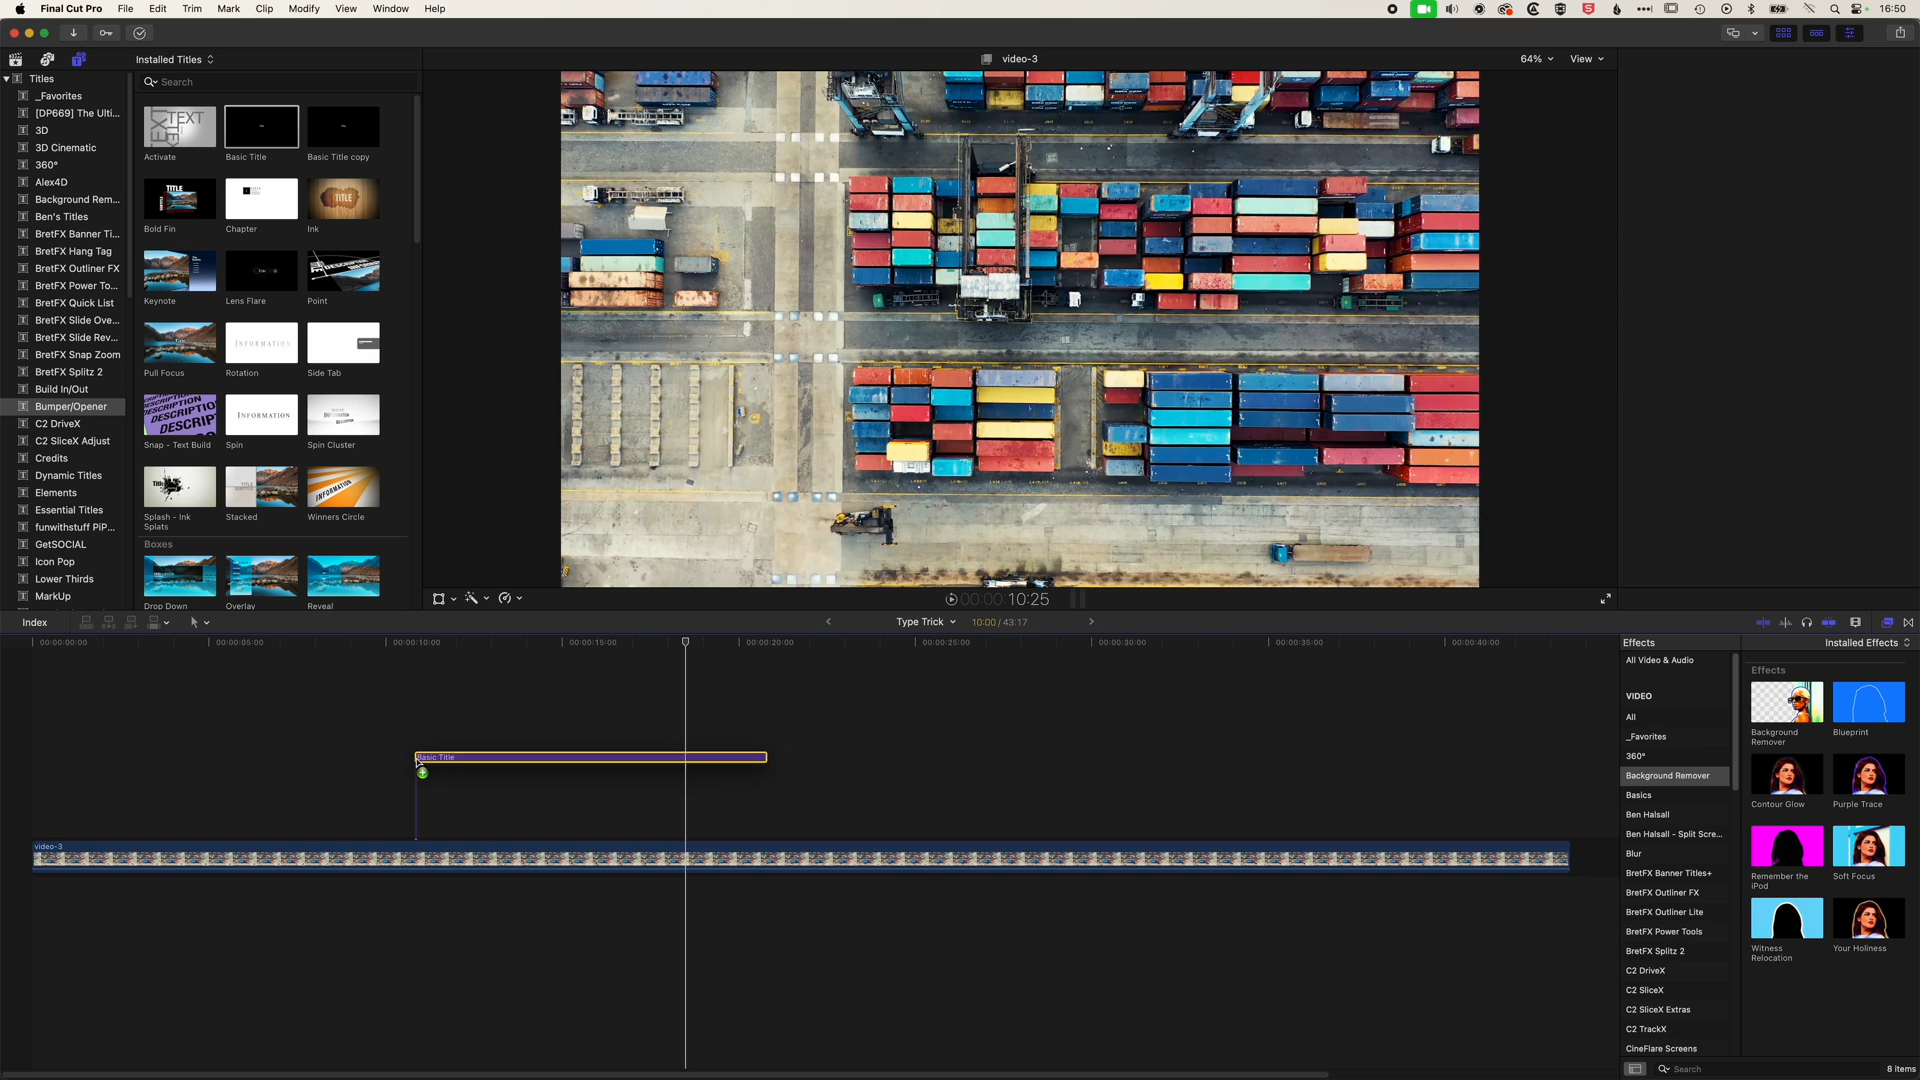 Final Cut Pro File Edit Trim Mark Clip Modify View Window Help 16:50
Installed Titles
video-3
64% View
Titles
Search
_Favorites
[DP669] The Ulti...
3D
3D Cinematic
360°
Alex4D
Background Rem...
Ben's Titles
BretFX Banner Ti...
BretFX Hang Tag
BretFX Outliner FX
BretFX Power To...
BretFX Quick List
BretFX Slide Ove...
BretFX Slide Rev...
BretFX Snap Zoom
BretFX Splitz 2
Build In/Out
Bumper/Opener
C2 DriveX
C2 SliceX Adjust
Credits
Dynamic Titles
Elements
Essential Titles
funwithstuff PiP...
GetSOCIAL
Icon Pop
Lower Thirds
MarkUp
Activate Basic Title Basic Title copy
Bold Fin Chapter Ink
Keynote Lens Flare Point
Pull Focus Rotation Side Tab
Snap - Text Build Spin Spin Cluster
Splash - Ink Splats Stacked Winners Circle
Boxes
Drop Down Overlay Reveal
00:00:00:10:25
Index
Type Trick 10:00 / 43:17
00:00:00:00 00:00:05:00 00:00:10:00 00:00:15:00 00:00:20:00 00:00:25:00 00:00:30:00 00:00:35:00 00:00:40:00
Basic Title
video-3
Effects
Installed Effects
All Video & Audio
VIDEO
All
_Favorites
360°
Background Remover
Basics
Ben Halsall
Ben Halsall - Split Scre...
Blur
BretFX Banner Titles+
BretFX Outliner FX
BretFX Outliner Lite
BretFX Power Tools
BretFX Splitz 2
C2 DriveX
C2 SliceX
C2 SliceX Extras
C2 TrackX
CineFlare Screens
Effects
Background Remover Blueprint
Contour Glow Purple Trace
Remember the iPod Soft Focus
Witness Relocation Your Holiness
Search
8 items